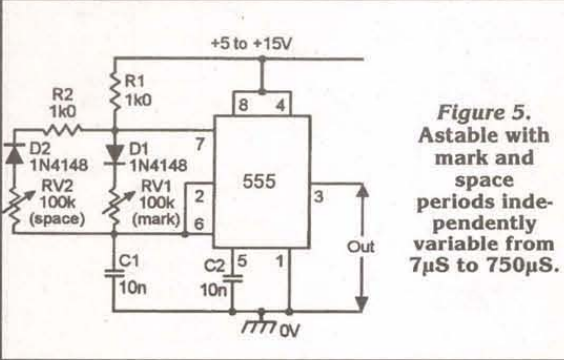 +5 to +15V
R1
1k0
R2
1k0
8 4
D2
1N4148
D1
1N4148
7
RV2
100k
(space)
RV1
100k
(mark)
2
6
555
3
Out
C1
10n
C2
10n
5
1
0V
Figure 5.
Astable with
mark and
space
periods inde-
pendently
variable from
7µS to 750µS.